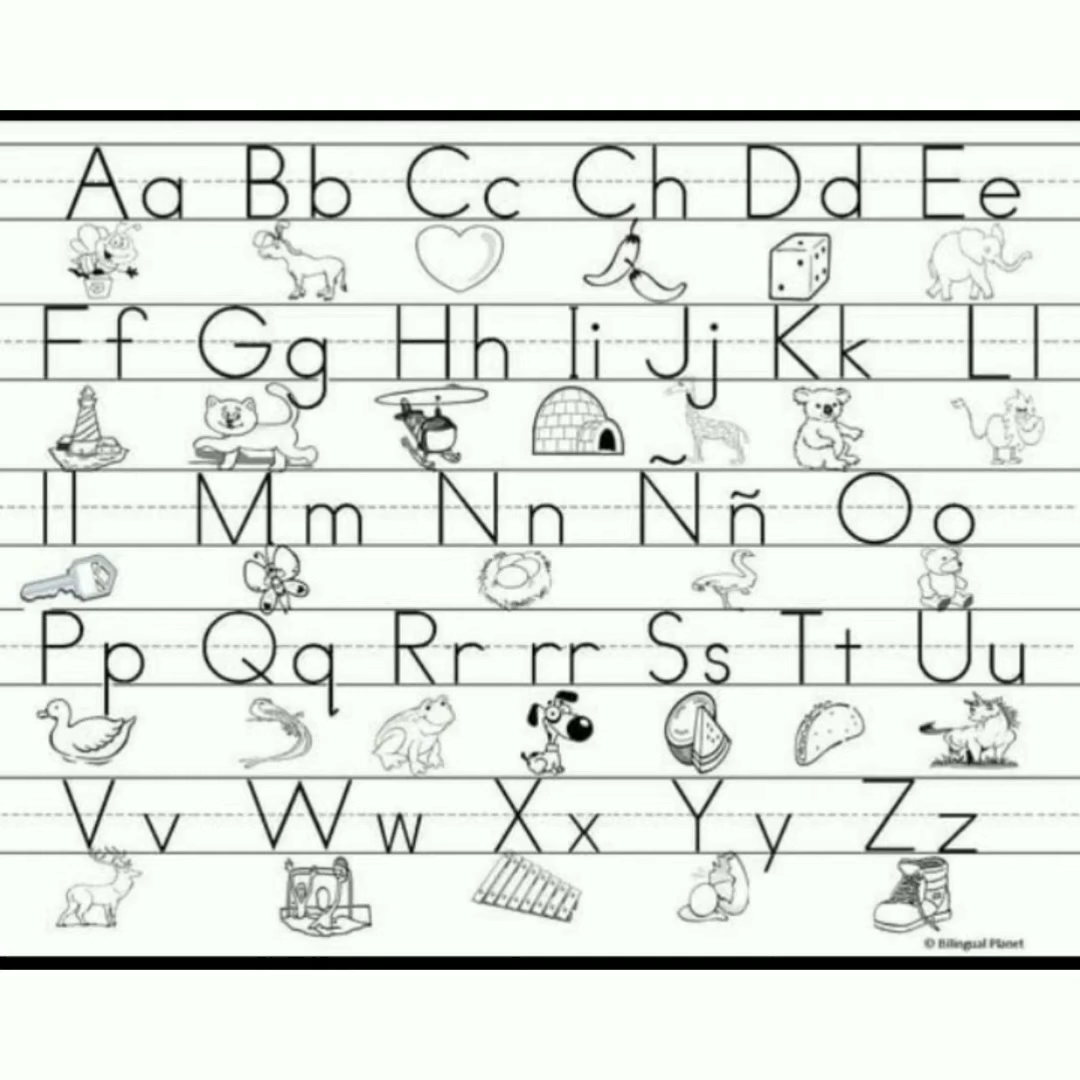 Aa Bb Cc Ch Dd Ee
Ff Gg Hh Ii Jj Kk Ll
ll Mm Nn Ññ Oo
Pp Qq Rr rr Ss Tt Uu
Vv Ww Xx Yy Zz
© Bilingual Planet